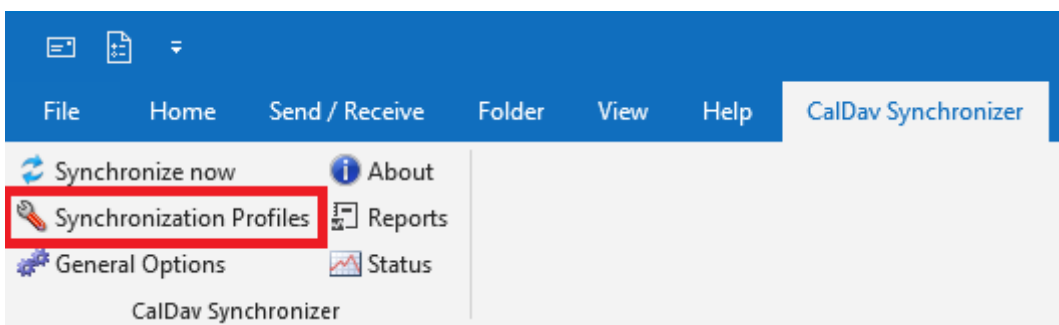 File Home Send / Receive Folder View Help CalDav Synchronizer
Synchronize now About
Synchronization Profiles Reports
General Options Status
CalDav Synchronizer